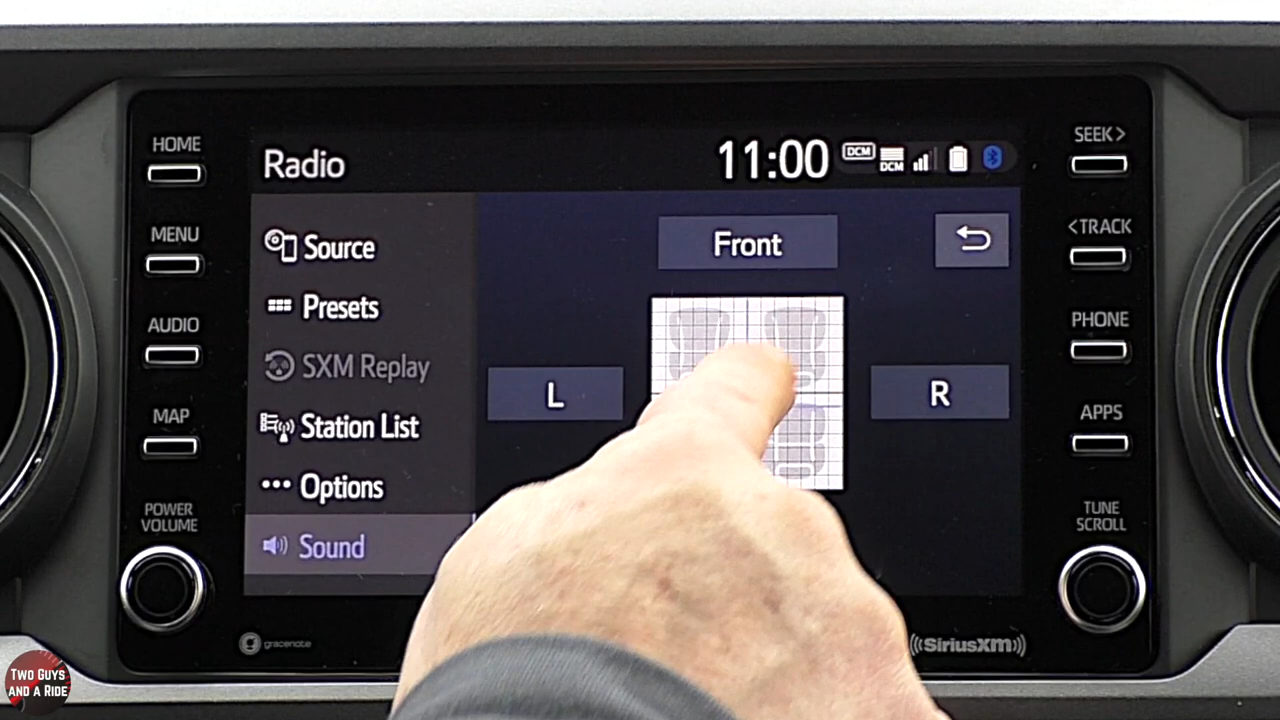 HOME
MENU
AUDIO
MAP
POWER
VOLUME
Radio
11:00
DCM
DCM
Source
Presets
SXM Replay
Station List
Options
Sound
Front
L
R
SEEK>
<TRACK
PHONE
APPS
TUNE
SCROLL
gracenote
((SiriusXM))
TWO GUYS
AND A RIDE